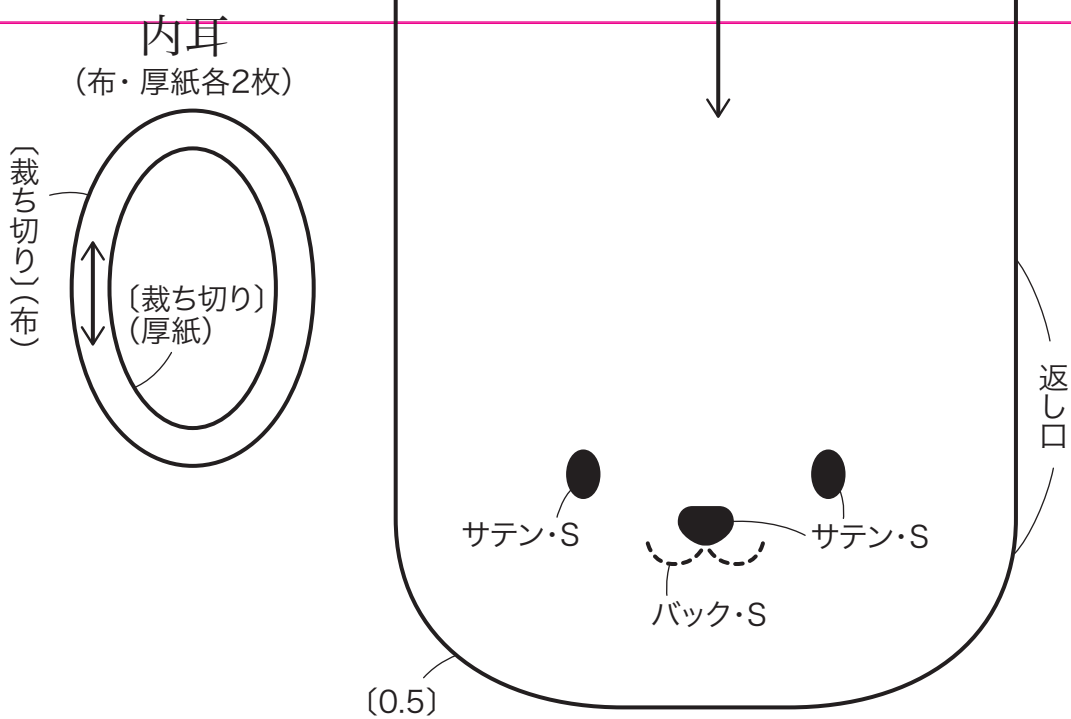 内耳
（布・厚紙各2枚）
〔裁ち切り〕（布）
〔裁ち切り〕
（厚紙）
返し口
サテン・S
サテン・S
バック・S
〔0.5〕